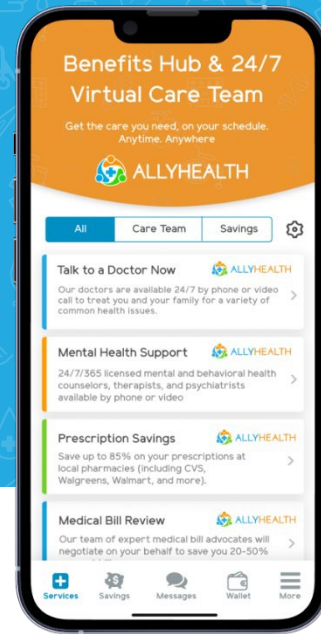 Benefits Hub & 24/7
Virtual Care Team
Get the care you need, on your schedule.
Anytime. Anywhere
ALLYHEALTH
All
Care Team
Savings
Talk to a Doctor Now
ALLYHEALTH
Our doctors are available 24/7 by phone or video
call to treat you and your family for a variety of
common health issues.
Mental Health Support
ALLYHEALTH
24/7/365 licensed mental and behavioral health
counselors, therapists, and psychiatrists
available by phone or video
Prescription Savings
ALLYHEALTH
Save up to 85% on your prescriptions at
local pharmacies (including CVS,
Walgreens, Walmart, and more).
Medical Bill Review
ALLYHEALTH
Our team of expert medical bill advocates will
negotiate on your behalf to save you 20-50%
Services
Savings
Messages
Wallet
More